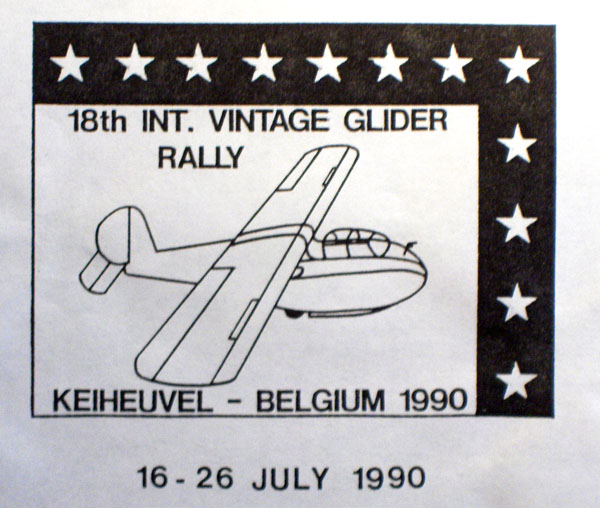 18th INT. VINTAGE GLIDER
RALLY
KEIHEUVEL - BELGIUM 1990
16 - 26 JULY 1990